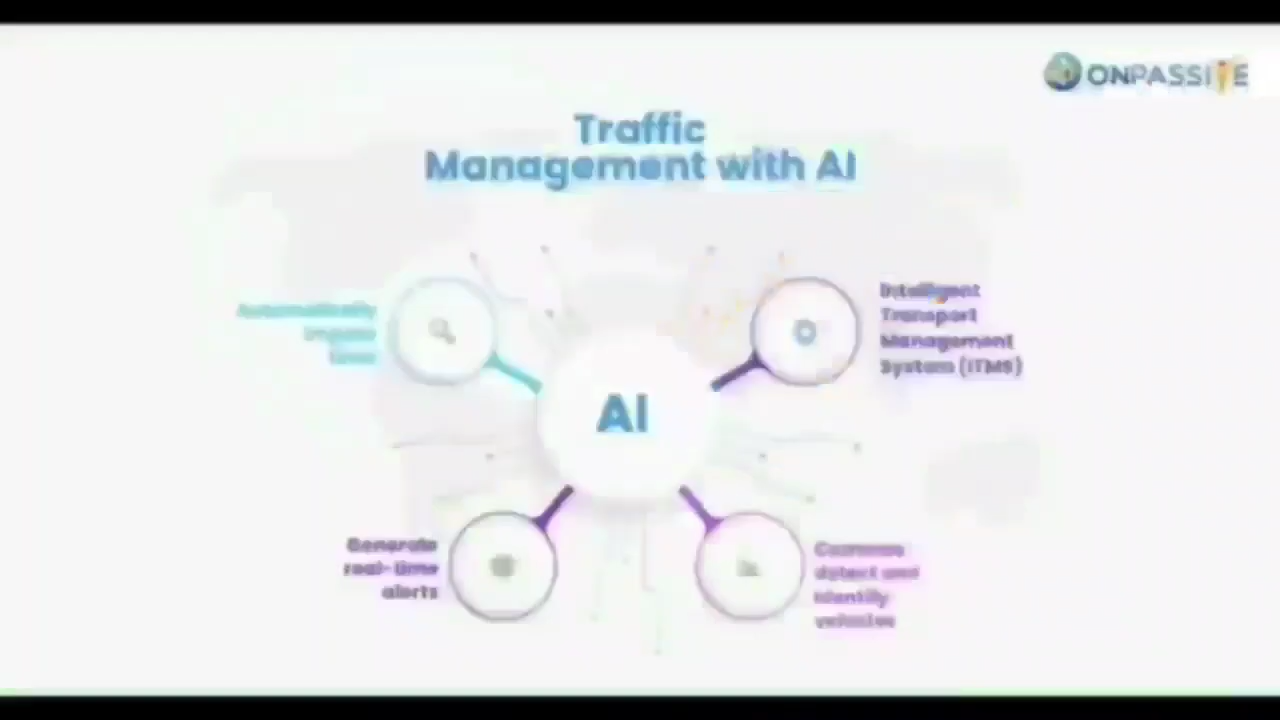 ONPASSIVE
Traffic
Management with AI
Automatically
Intelligent
Transport
Management
System (ITMS)
AI
Generate
real-time
alerts
Cameras
detect and
identify
vehicles